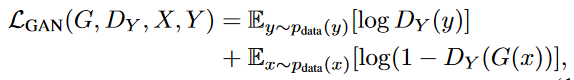 ℒ_GAN(G, D_Y, X, Y) = 𝔼_{y∼p_data(y)}[log D_Y(y)]
+ 𝔼_{x∼p_data(x)}[log(1 − D_Y(G(x))],